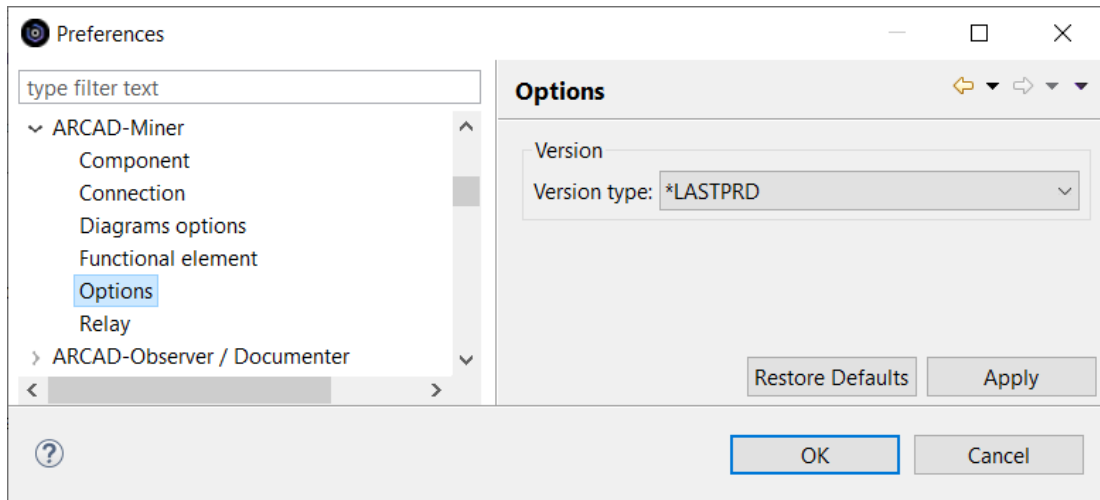 Preferences
type filter text
ARCAD-Miner
Component
Connection
Diagrams options
Functional element
Options
Relay
ARCAD-Observer / Documenter
Options
Version
Version type: *LASTPRD
Restore Defaults Apply
OK Cancel